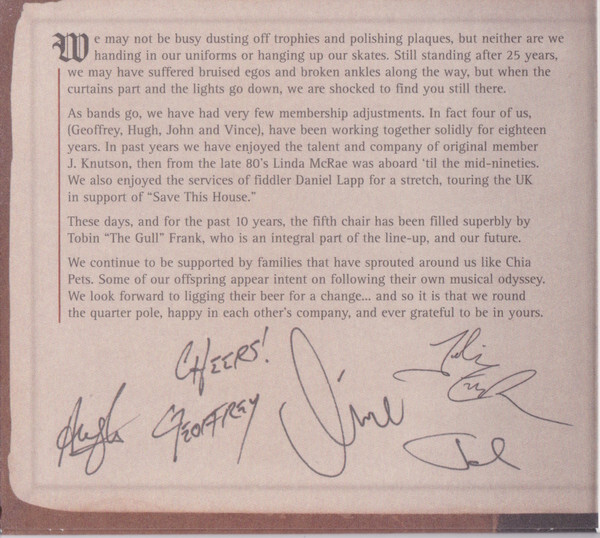 We may not be busy dusting off trophies and polishing plaques, but neither are we
handing in our uniforms or hanging up our skates. Still standing after 25 years,
we may have suffered bruised egos and broken ankles along the way, but when the
curtains part and the lights go down, we are shocked to find you still there.
As bands go, we have had very few membership adjustments. In fact four of us,
(Geoffrey, Hugh, John and Vince), have been working together solidly for eighteen
years. In past years we have enjoyed the talent and company of original member
J. Knutson, then from the late 80's Linda McRae was aboard 'til the mid-nineties.
We also enjoyed the services of fiddler Daniel Lapp for a stretch, touring the UK
in support of "Save This House."
These days, and for the past 10 years, the fifth chair has been filled superbly by
Tobin "The Gull" Frank, who is an integral part of the line-up, and our future.
We continue to be supported by families that have sprouted around us like Chia
Pets. Some of our offspring appear intent on following their own musical odyssey.
We look forward to ligging their beer for a change... and so it is that we round
the quarter pole, happy in each other's company, and ever grateful to be in yours.
CHEERS!
GEOFFREY
Hugh
Vince